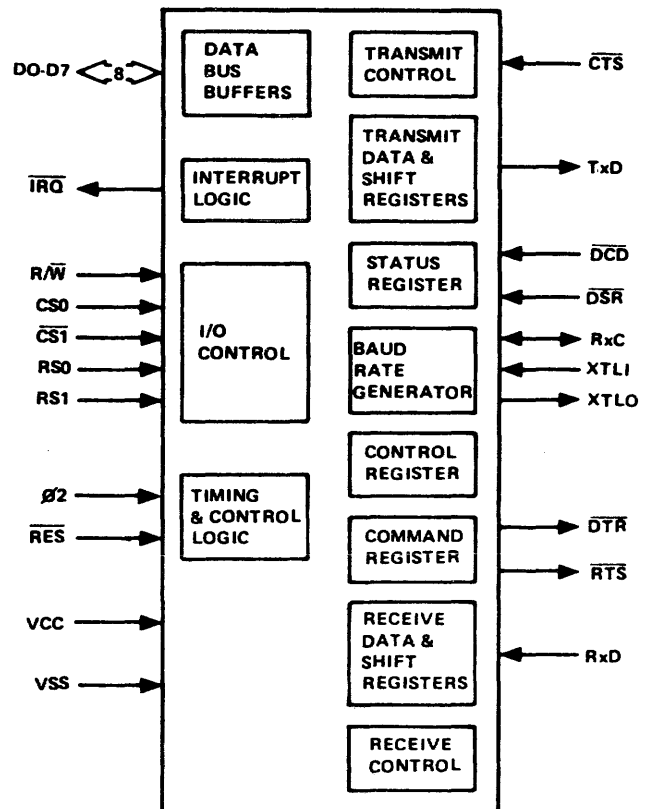 DO-D7
8
IRQ
R/W
CS0
CS1
RS0
RS1
Ø2
RES
VCC
VSS
DATA
BUS
BUFFERS
INTERRUPT
LOGIC
I/O
CONTROL
TIMING
& CONTROL
LOGIC
TRANSMIT
CONTROL
TRANSMIT
DATA &
SHIFT
REGISTERS
STATUS
REGISTER
BAUD
RATE
GENERATOR
CONTROL
REGISTER
COMMAND
REGISTER
RECEIVE
DATA &
SHIFT
REGISTERS
RECEIVE
CONTROL
CTS
TxD
DCD
DSR
RxC
XTLI
XTLO
DTR
RTS
RxD